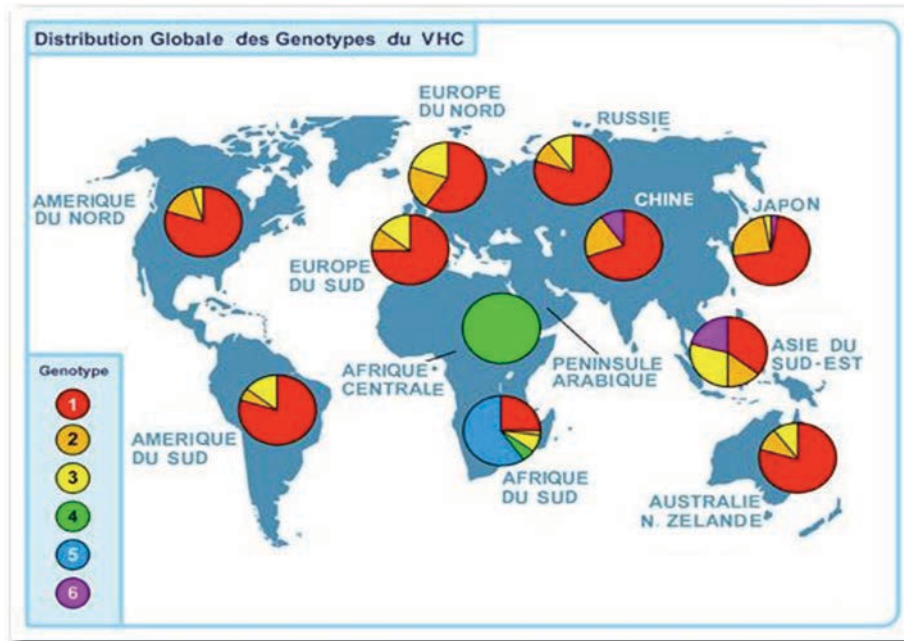 Distribution Globale des Genotypes du VHC
EUROPE
DU NORD
RUSSIE
AMERIQUE
DU NORD
CHINE
JAPON
EUROPE
DU SUD
ASIE DU
SUD-EST
AFRIQUE
CENTRALE
PENINSULE
ARABIQUE
AMERIQUE
DU SUD
AFRIQUE
DU SUD
AUSTRALIE
N. ZELANDE
Genotype
1
2
3
4
5
6